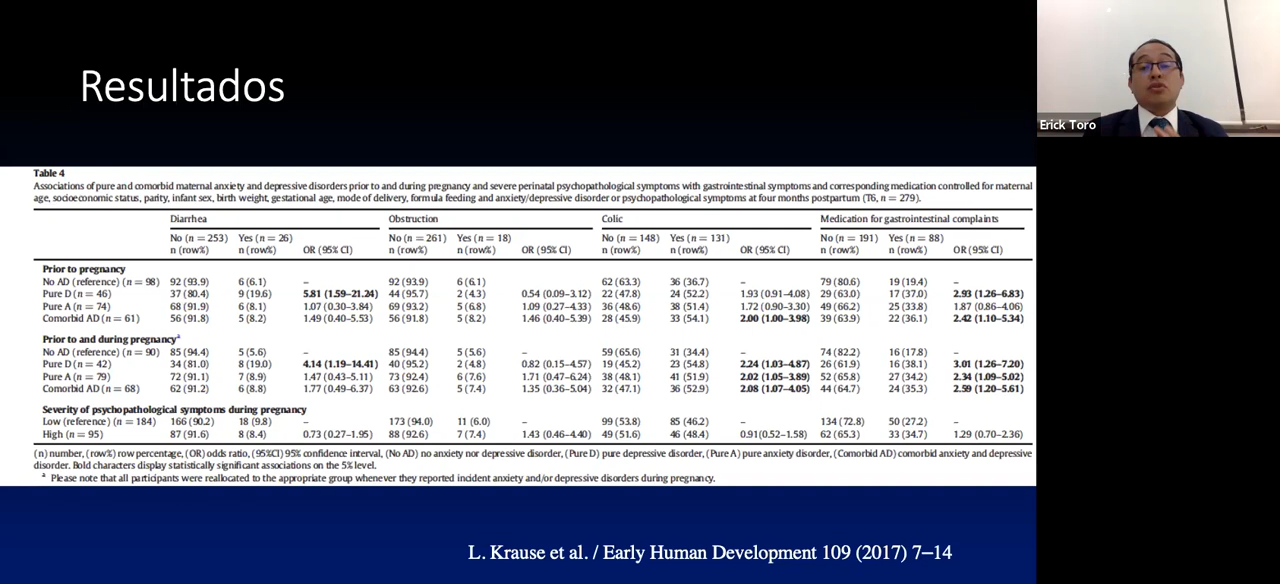 Resultados
Erick Toro
Table 4
Associations of pure and comorbid maternal anxiety and depressive disorders prior to and during pregnancy and severe perinatal psychopathological symptoms with gastrointestinal symptoms and corresponding medication controlled for maternal
age, socioeconomic status, parity, infant sex, birth weight, gestational age, mode of delivery, formula feeding and anxiety/depressive disorder or psychopathological symptoms at four months postpartum (T6, n = 279).
Diarrhea Obstruction Colic Medication for gastrointestinal complaints
No (n = 253) Yes (n = 26) No (n = 261) Yes (n = 18) No (n = 148) Yes (n = 131) No (n = 191) Yes (n = 88)
n (row%) n (row%) OR (95% CI) n (row%) n (row%) OR (95% CI) n (row%) n (row%) OR (95% CI) n (row%) n (row%) OR (95% CI)
Prior to pregnancy
No AD (reference) (n = 98) 92 (93.9) 6 (6.1) – 92 (93.9) 6 (6.1) – 62 (63.3) 36 (36.7) – 79 (80.6) 19 (19.4) –
Pure D (n = 46) 37 (80.4) 9 (19.6) 5.81 (1.59–21.24) 44 (95.7) 2 (4.3) 0.54 (0.09–3.12) 22 (47.8) 24 (52.2) 1.93 (0.91–4.08) 29 (63.0) 17 (37.0) 2.93 (1.26–6.83)
Pure A (n = 74) 68 (91.9) 6 (8.1) 1.07 (0.30–3.84) 69 (93.2) 5 (6.8) 1.09 (0.27–4.33) 36 (48.6) 38 (51.4) 1.72 (0.90–3.30) 49 (66.2) 25 (33.8) 1.87 (0.86–4.06)
Comorbid AD (n = 61) 56 (91.8) 5 (8.2) 1.49 (0.40–5.53) 56 (91.8) 5 (8.2) 1.46 (0.40–5.39) 28 (45.9) 33 (54.1) 2.00 (1.00–3.98) 39 (63.9) 22 (36.1) 2.42 (1.10–5.34)
Prior to and during pregnancyᵃ
No AD (reference) (n = 90) 85 (94.4) 5 (5.6) – 85 (94.4) 5 (5.6) – 59 (65.6) 31 (34.4) – 74 (82.2) 16 (17.8) –
Pure D (n = 42) 34 (81.0) 8 (19.0) 4.14 (1.19–14.41) 40 (95.2) 2 (4.8) 0.82 (0.15–4.57) 19 (45.2) 23 (54.8) 2.24 (1.03–4.87) 26 (61.9) 16 (38.1) 3.01 (1.26–7.20)
Pure A (n = 79) 72 (91.1) 7 (8.9) 1.47 (0.43–5.11) 73 (92.4) 6 (7.6) 1.71 (0.47–6.24) 38 (48.1) 41 (51.9) 2.02 (1.05–3.89) 52 (65.8) 27 (34.2) 2.34 (1.09–5.02)
Comorbid AD (n = 68) 62 (91.2) 6 (8.8) 1.77 (0.49–6.37) 63 (92.6) 5 (7.4) 1.35 (0.36–5.04) 32 (47.1) 36 (52.9) 2.08 (1.07–4.05) 44 (64.7) 24 (35.3) 2.59 (1.20–5.61)
Severity of psychopathological symptoms during pregnancy
Low (reference) (n = 184) 166 (90.2) 18 (9.8) – 173 (94.0) 11 (6.0) – 99 (53.8) 85 (46.2) – 134 (72.8) 50 (27.2) –
High (n = 95) 87 (91.6) 8 (8.4) 0.73 (0.27–1.95) 88 (92.6) 7 (7.4) 1.43 (0.46–4.40) 49 (51.6) 46 (48.4) 0.91(0.52–1.58) 62 (65.3) 33 (34.7) 1.29 (0.70–2.36)
(n) number, (row%) row percentage, (OR) odds ratio, (95%CI) 95% confidence interval, (No AD) no anxiety nor depressive disorder, (Pure D) pure depressive disorder, (Pure A) pure anxiety disorder, (Comorbid AD) comorbid anxiety and depressive
disorder. Bold characters display statistically significant associations on the 5% level.
ᵃ Please note that all participants were reallocated to the appropriate group whenever they reported incident anxiety and/or depressive disorders during pregnancy.
L. Krause et al. / Early Human Development 109 (2017) 7–14